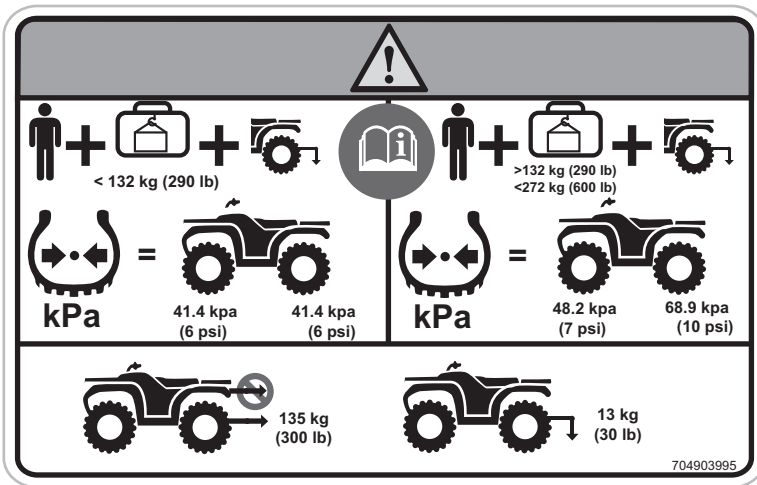 i
< 132 kg (290 lb)
>132 kg (290 lb)
<272 kg (600 lb)
=
kPa
41.4 kpa
(6 psi)
41.4 kpa
(6 psi)
=
kPa
48.2 kpa
(7 psi)
68.9 kpa
(10 psi)
135 kg
(300 lb)
13 kg
(30 lb)
704903995